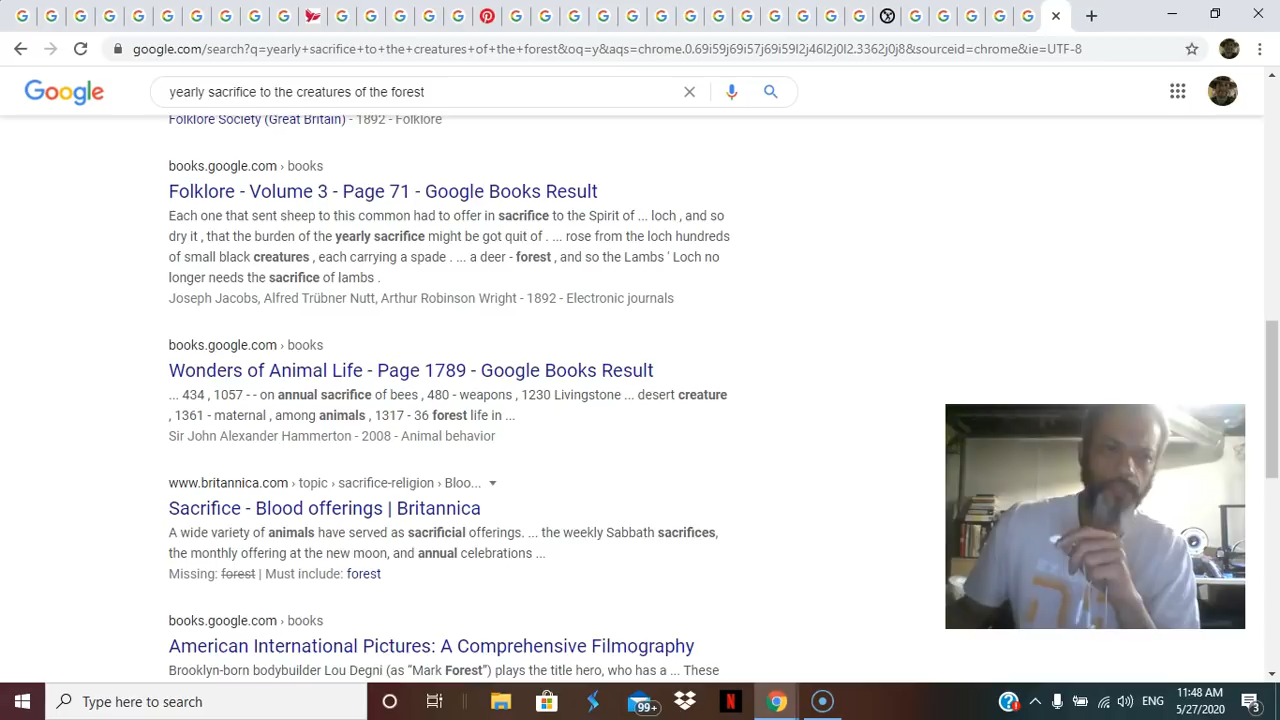 google.com/search?q=yearly+sacrifice+to+the+creatures+of+the+forest&oq=y&aqs=chrome.0.69i59j69i57j69i59l2j46l2j0l2.3362j0j8&sourceid=chrome&ie=UTF-8
Google
yearly sacrifice to the creatures of the forest
Folklore Society (Great Britain) - 1892 - Folklore
books.google.com › books
Folklore - Volume 3 - Page 71 - Google Books Result
Each one that sent sheep to this common had to offer in sacrifice to the Spirit of ... loch , and so
dry it , that the burden of the yearly sacrifice might be got quit of . ... rose from the loch hundreds
of small black creatures , each carrying a spade . ... a deer - forest , and so the Lambs ' Loch no
longer needs the sacrifice of lambs .
Joseph Jacobs, Alfred Trübner Nutt, Arthur Robinson Wright - 1892 - Electronic journals
books.google.com › books
Wonders of Animal Life - Page 1789 - Google Books Result
... 434 , 1057 - - on annual sacrifice of bees , 480 - weapons , 1230 Livingstone ... desert creature
, 1361 - maternal , among animals , 1317 - 36 forest life in ...
Sir John Alexander Hammerton - 2008 - Animal behavior
www.britannica.com › topic › sacrifice-religion › Bloo...
Sacrifice - Blood offerings | Britannica
A wide variety of animals have served as sacrificial offerings. ... the weekly Sabbath sacrifices,
the monthly offering at the new moon, and annual celebrations ...
Missing: forest | Must include: forest
books.google.com › books
American International Pictures: A Comprehensive Filmography
Brooklyn-born bodybuilder Lou Degni (as “Mark Forest”) plays the title hero, who has a ... These
Type here to search
99+
N
ENG
11:48 AM
5/27/2020
3